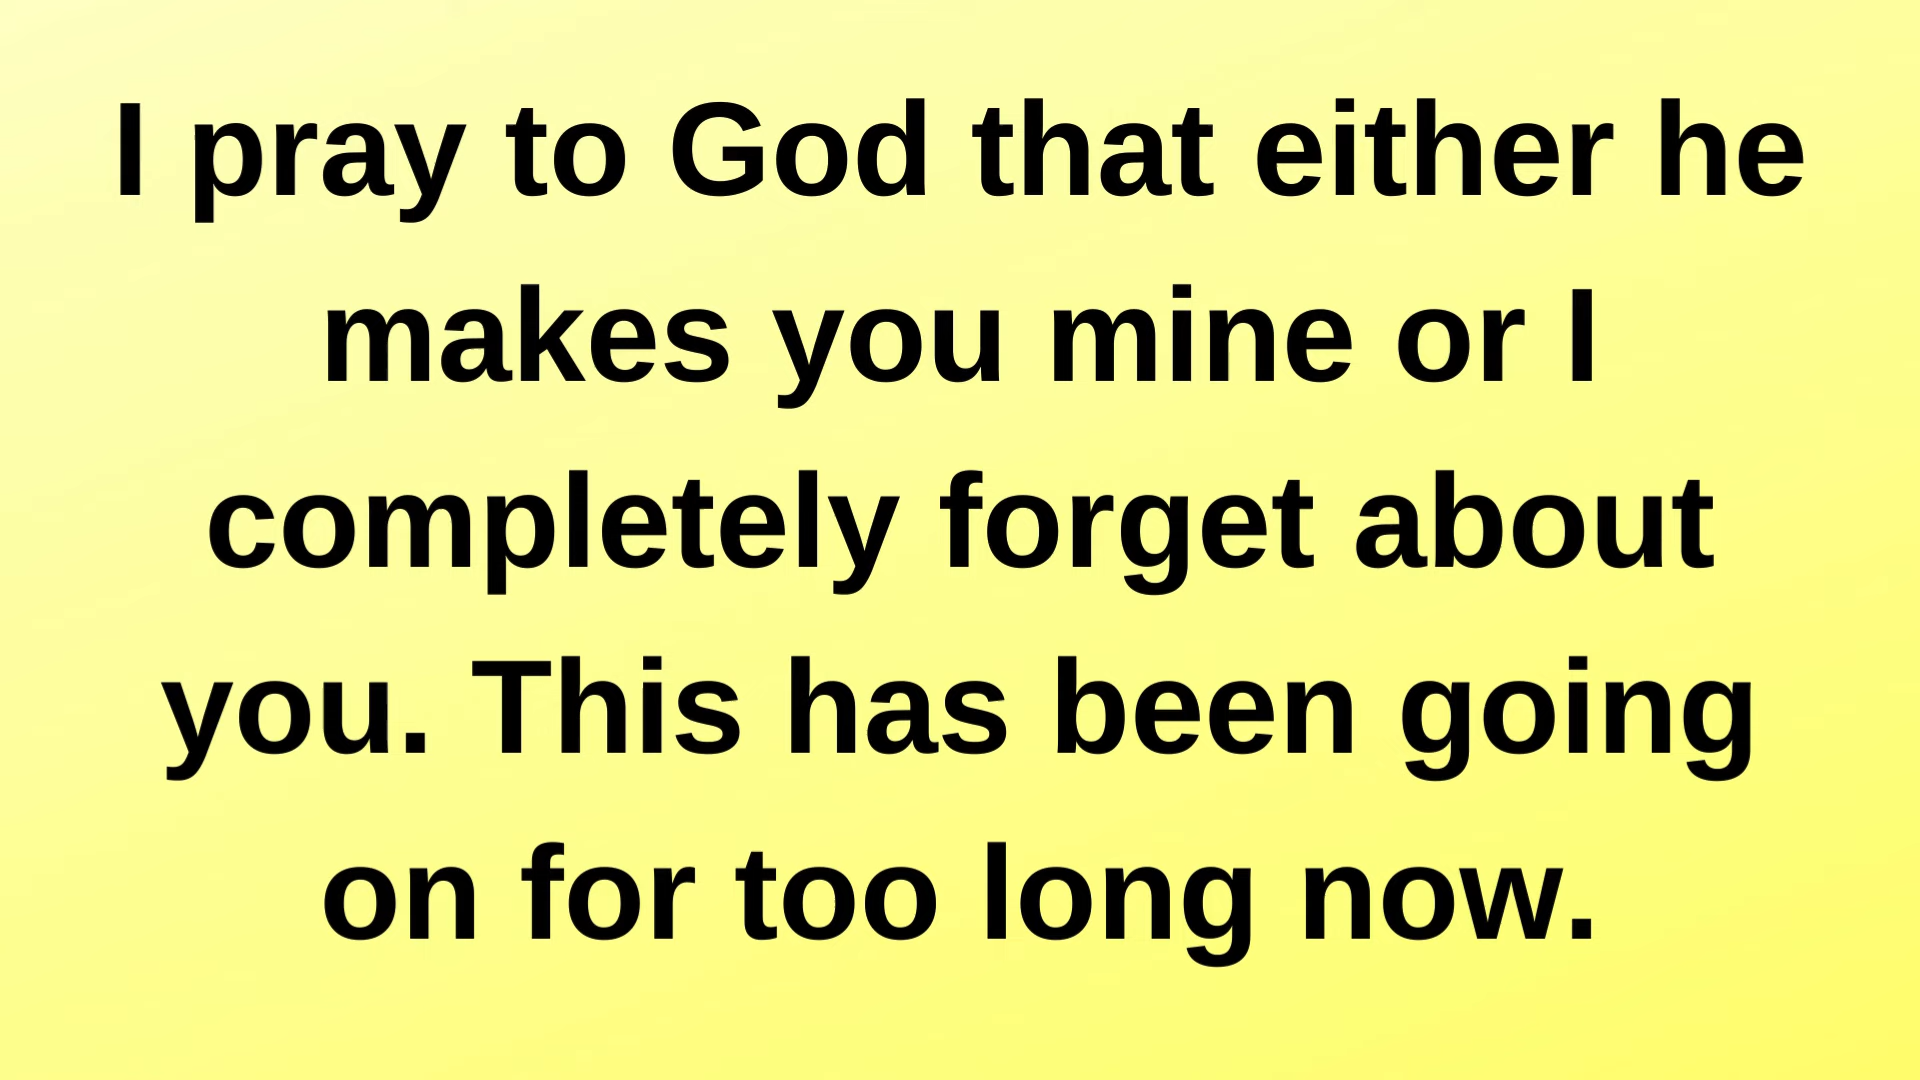 I pray to God that either he
makes you mine or I
completely forget about
you. This has been going
on for too long now.